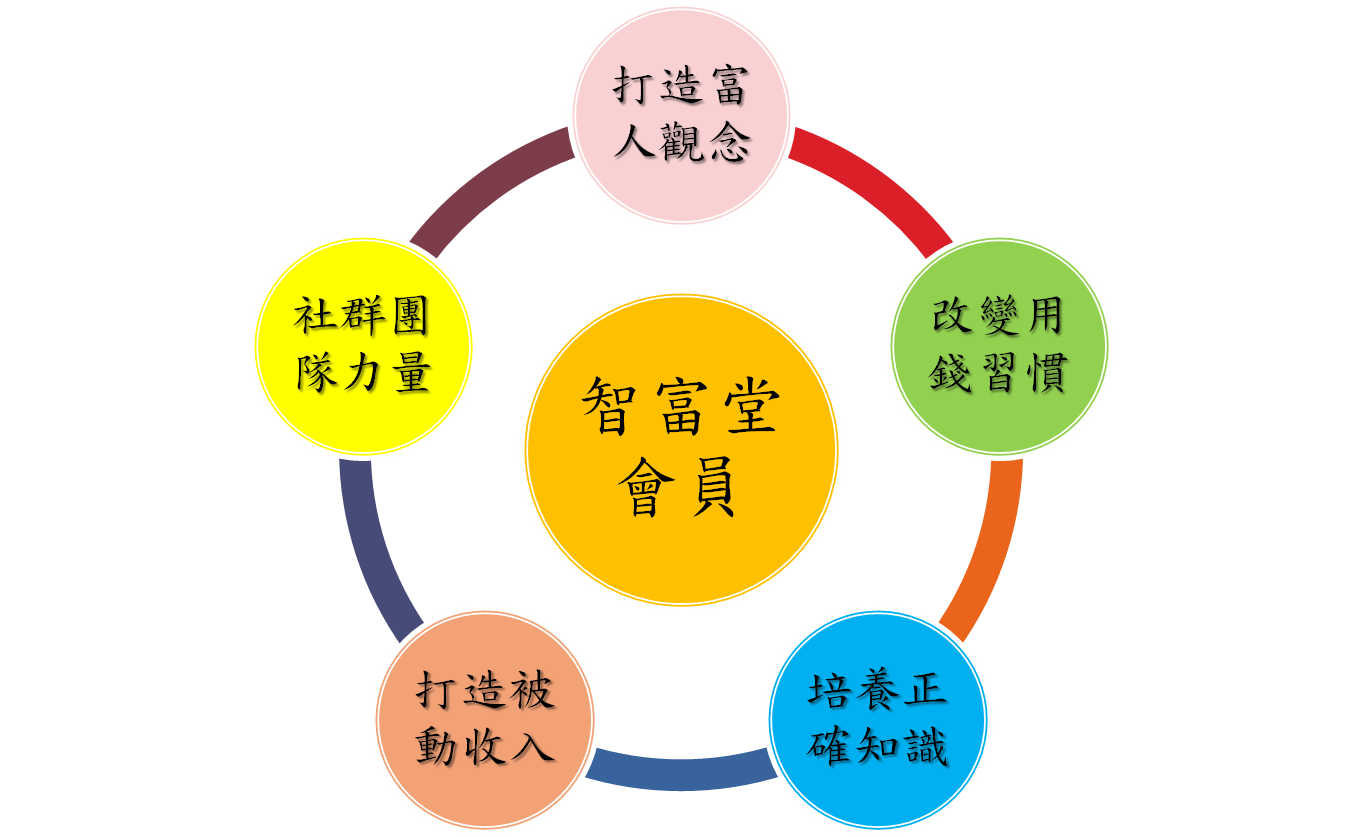 打造富
人觀念
社群團
隊力量
改變用
錢習慣
智富堂
會員
打造被
動收入
培養正
確知識